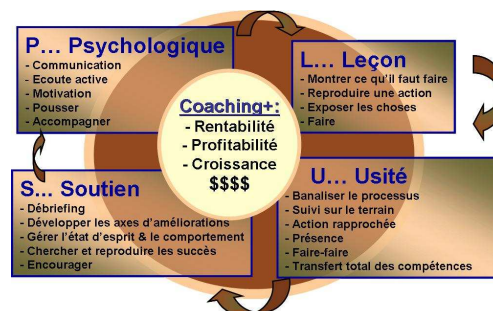 P... Psychologique
- Communication
- Ecoute active
- Motivation
- Pousser
- Accompagner
L... Leçon
- Montrer ce qu'il faut faire
- Reproduire une action
- Exposer les choses
- Faire
Coaching+:
- Rentabilité
- Profitabilité
- Croissance
$$$$
S... Soutien
- Débriefing
- Développer les axes d'améliorations
- Gérer l'état d'esprit & le comportement
- Chercher et reproduire les succès
- Encourager
U... Usité
- Banaliser le processus
- Suivi sur le terrain
- Action rapprochée
- Présence
- Faire-faire
- Transfert total des compétences